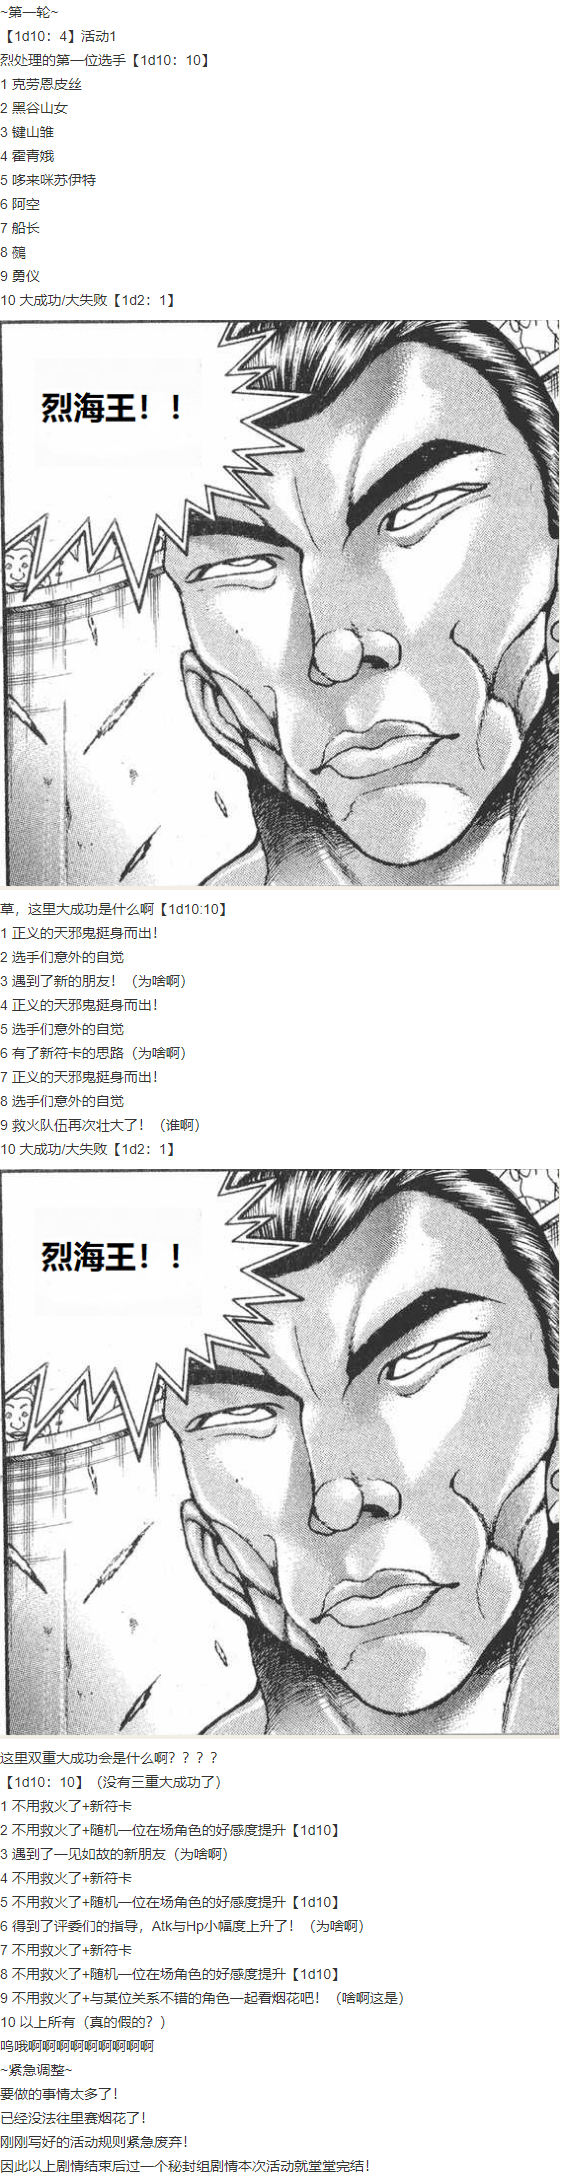 ~第一轮~
【1d10：4】活动1
烈处理的第一位选手【1d10：10】
1 克劳恩皮丝
2 黑谷山女
3 键山雏
4 霍青娥
5 哆来咪苏伊特
6 阿空
7 船长
8 鵺
9 勇仪
10 大成功/大失败【1d2：1】
烈海王！！
草，这里大成功是什么啊【1d10:10】
1 正义的天邪鬼挺身而出！
2 选手们意外的自觉
3 遇到了新的朋友！（为啥啊）
4 正义的天邪鬼挺身而出！
5 选手们意外的自觉
6 有了新符卡的思路（为啥啊）
7 正义的天邪鬼挺身而出！
8 选手们意外的自觉
9 救火队伍再次壮大了！（谁啊）
10 大成功/大失败【1d2：1】
烈海王！！
这里双重大成功会是什么啊？？？？
【1d10：10】（没有三重大成功了）
1 不用救火了+新符卡
2 不用救火了+随机一位在场角色的好感度提升【1d10】
3 遇到了一见如故的新朋友（为啥啊）
4 不用救火了+新符卡
5 不用救火了+随机一位在场角色的好感度提升【1d10】
6 得到了评委们的指导，Atk与Hp小幅度上升了！（为啥啊）
7 不用救火了+新符卡
8 不用救火了+随机一位在场角色的好感度提升【1d10】
9 不用救火了+与某位关系不错的角色一起看烟花吧！（啥啊这是）
10 以上所有（真的假的？）
呜哦啊啊啊啊啊啊啊啊啊
~紧急调整~
要做的事情太多了！
已经没法往里赛烟花了！
刚刚写好的活动规则紧急废弃！
因此以上剧情结束后过一个秘封组剧情本次活动就堂堂完结！